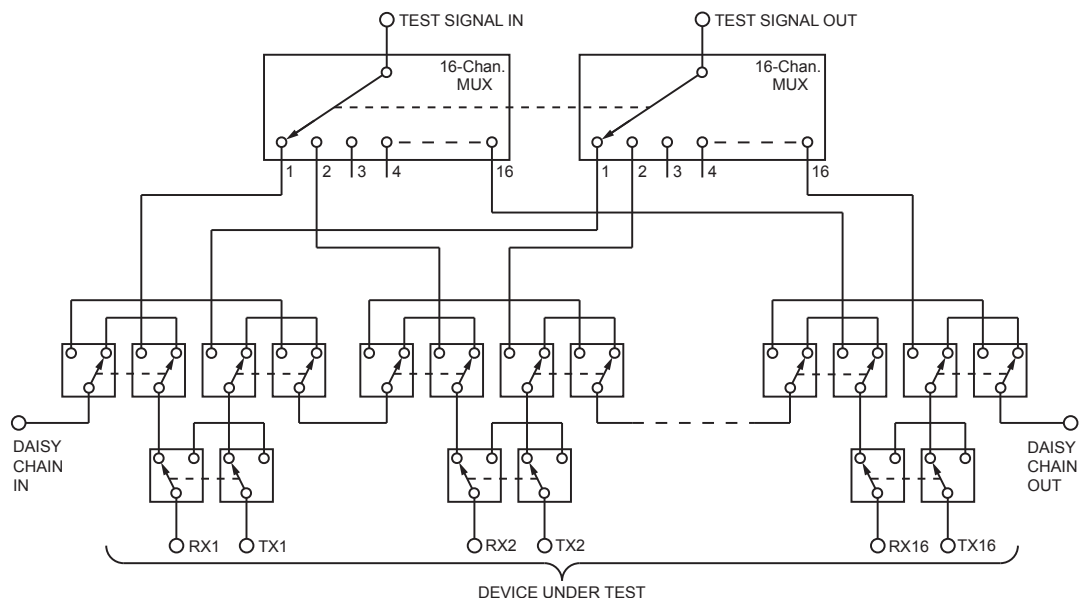 TEST SIGNAL IN
TEST SIGNAL OUT
16-Chan.
MUX
16-Chan.
MUX
1
2
3
4
16
1
2
3
4
16
DAISY
CHAIN
IN
DAISY
CHAIN
OUT
RX1
TX1
RX2
TX2
RX16
TX16
DEVICE UNDER TEST